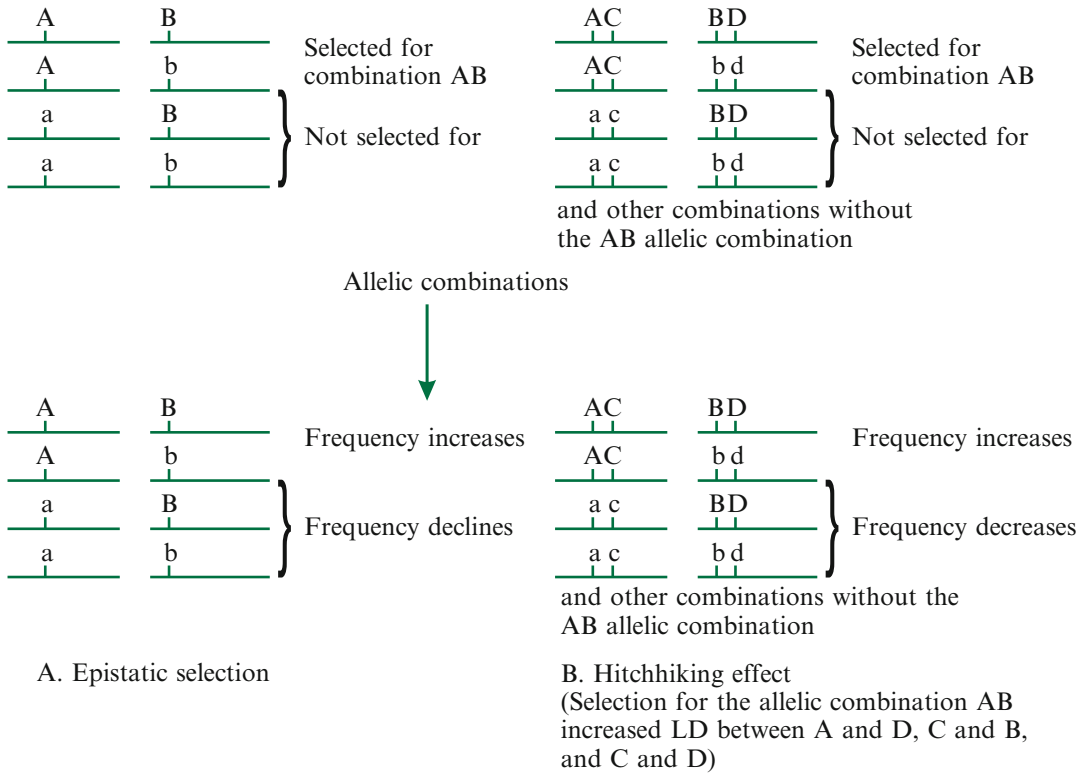 A B
A b
a B
a b
Selected for
combination AB
Not selected for
AC BD
AC b d
a c BD
a c b d
Selected for
combination AB
Not selected for
and other combinations without
the AB allelic combination
Allelic combinations
A B
A b
a B
a b
Frequency increases
Frequency declines
AC BD
AC b d
a c BD
a c b d
Frequency increases
Frequency decreases
and other combinations without the
AB allelic combination
A. Epistatic selection
B. Hitchhiking effect
(Selection for the allelic combination AB
increased LD between A and D, C and B,
and C and D)